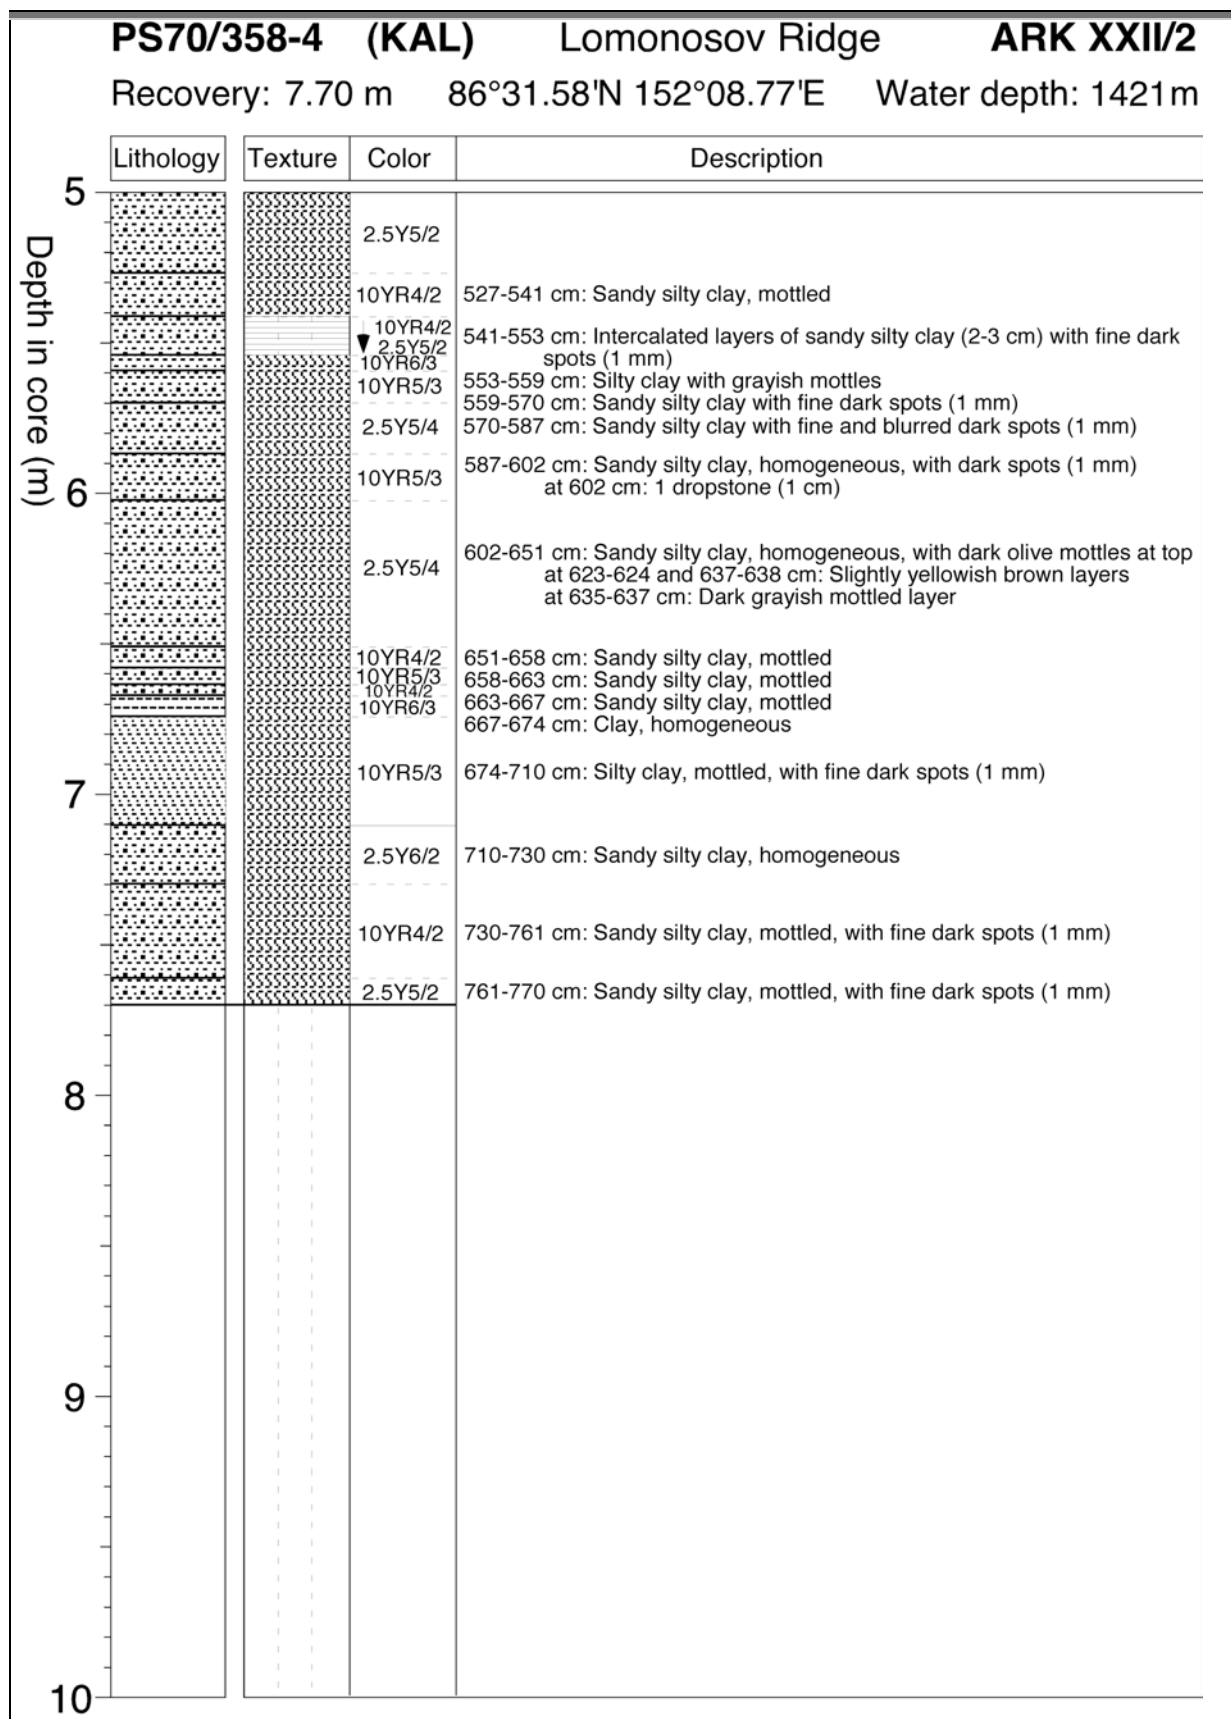 PS70/358-4 (KAL) Lomonosov Ridge ARK XXII/2
Recovery: 7.70 m 86°31.58'N 152°08.77'E Water depth: 1421m
Lithology Texture Color Description
Depth in core (m)
5
2.5Y5/2
10YR4/2 527-541 cm: Sandy silty clay, mottled
10YR4/2
541-553 cm: Intercalated layers of sandy silty clay (2-3 cm) with fine dark
2.5Y5/2
spots (1 mm)
10YR6/3
553-559 cm: Silty clay with grayish mottles
10YR5/3
559-570 cm: Sandy silty clay with fine dark spots (1 mm)
2.5Y5/4 570-587 cm: Sandy silty clay with fine and blurred dark spots (1 mm)
587-602 cm: Sandy silty clay, homogeneous, with dark spots (1 mm)
10YR5/3
at 602 cm: 1 dropstone (1 cm)
6
602-651 cm: Sandy silty clay, homogeneous, with dark olive mottles at top
2.5Y5/4
at 623-624 and 637-638 cm: Slightly yellowish brown layers
at 635-637 cm: Dark grayish mottled layer
10YR4/2 651-658 cm: Sandy silty clay, mottled
10YR5/3 658-663 cm: Sandy silty clay, mottled
10YR4/2
663-667 cm: Sandy silty clay, mottled
10YR6/3
667-674 cm: Clay, homogeneous
10YR5/3 674-710 cm: Silty clay, mottled, with fine dark spots (1 mm)
7
2.5Y6/2 710-730 cm: Sandy silty clay, homogeneous
10YR4/2 730-761 cm: Sandy silty clay, mottled, with fine dark spots (1 mm)
2.5Y5/2 761-770 cm: Sandy silty clay, mottled, with fine dark spots (1 mm)
8
9
10